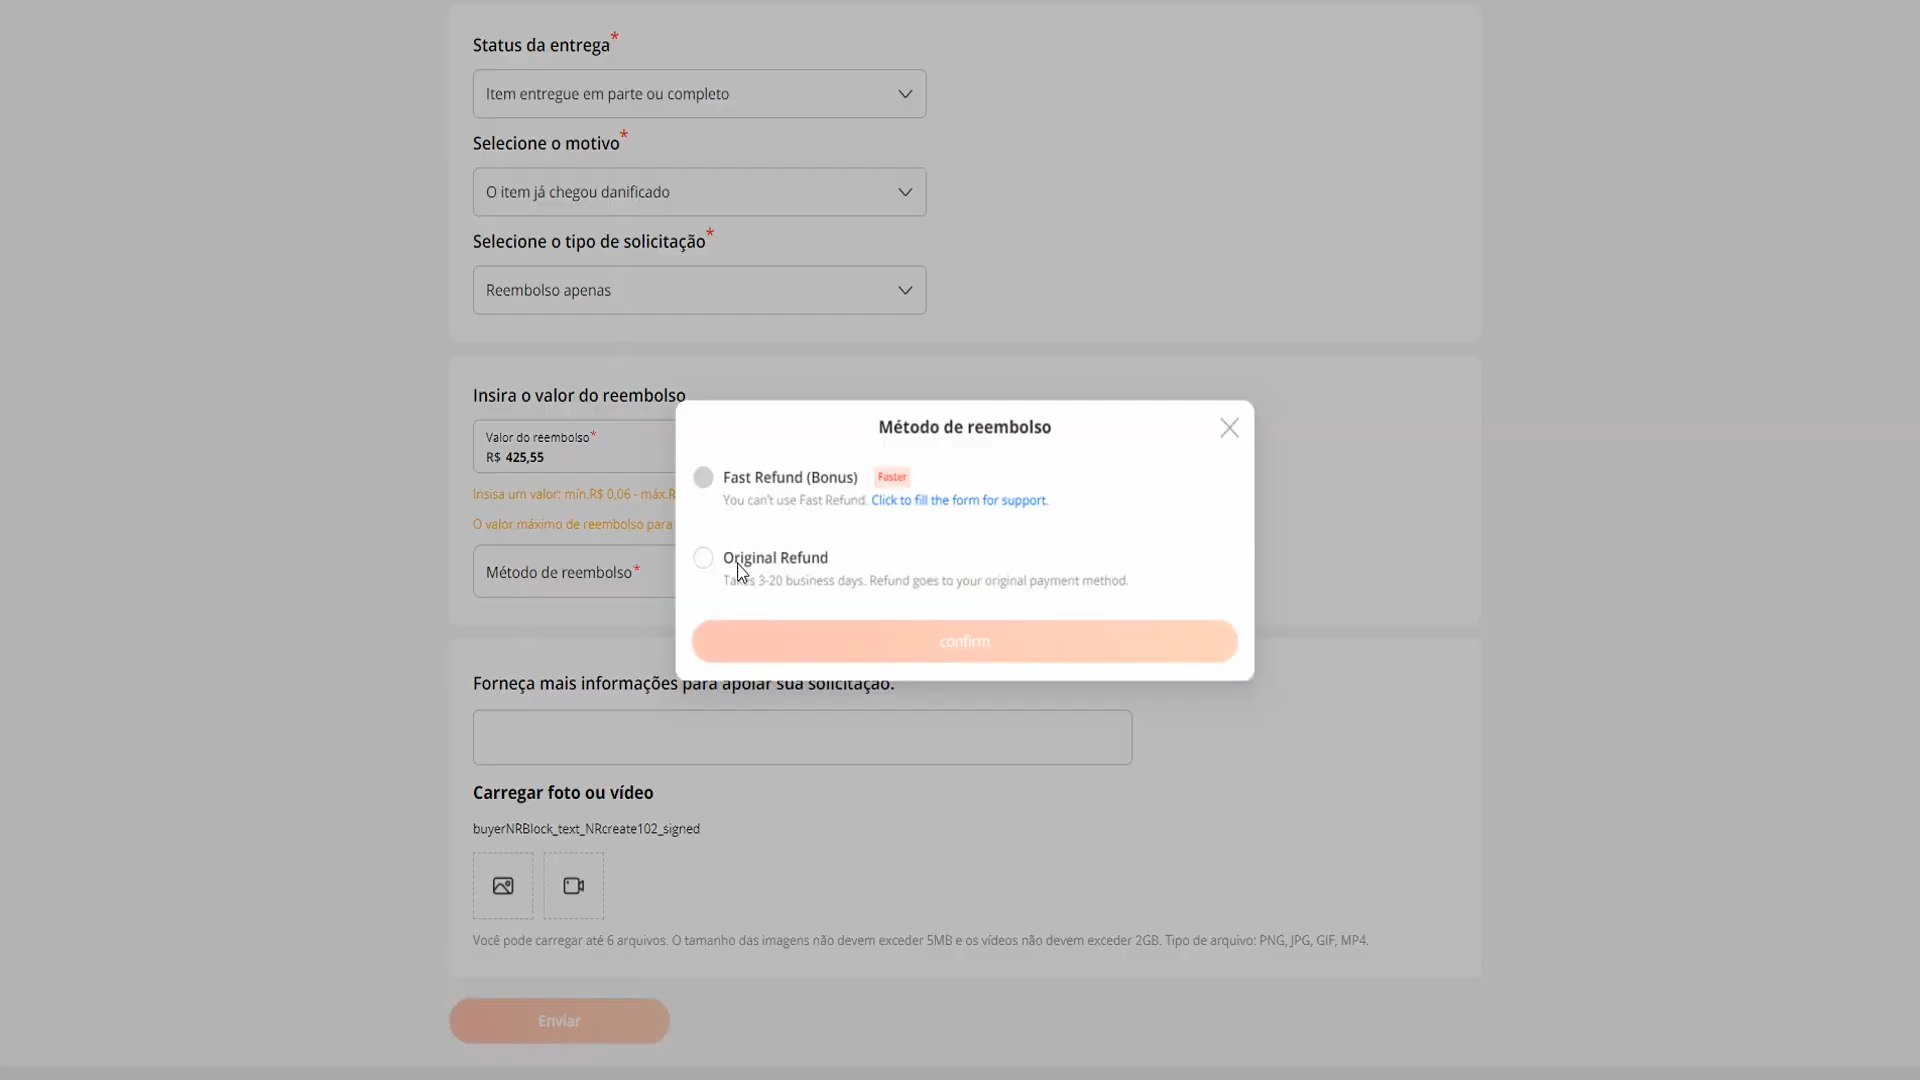 Status da entrega*
Item entregue em parte ou completo
Selecione o motivo*
O item já chegou danificado
Selecione o tipo de solicitação*
Reembolso apenas
Insira o valor do reembolso
Valor do reembolso*
R$ 425,55
Insisa um valor: mín.R$ 0,06 - máx.R
O valor máximo de reembolso para
Método de reembolso*
Método de reembolso
Fast Refund (Bonus) Faster
You can't use Fast Refund. Click to fill the form for support.
Original Refund
Takes 3-20 business days. Refund goes to your original payment method.
confirm
Forneça mais informações para apoiar sua solicitação.
Carregar foto ou vídeo
buyerNRBlock_text_NRcreate102_signed
Você pode carregar até 6 arquivos. O tamanho das imagens não devem exceder 5MB e os vídeos não devem exceder 2GB. Tipo de arquivo: PNG, JPG, GIF, MP4.
Enviar